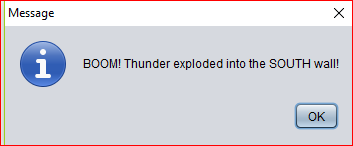 Message
BOOM! Thunder exploded into the SOUTH wall!
OK